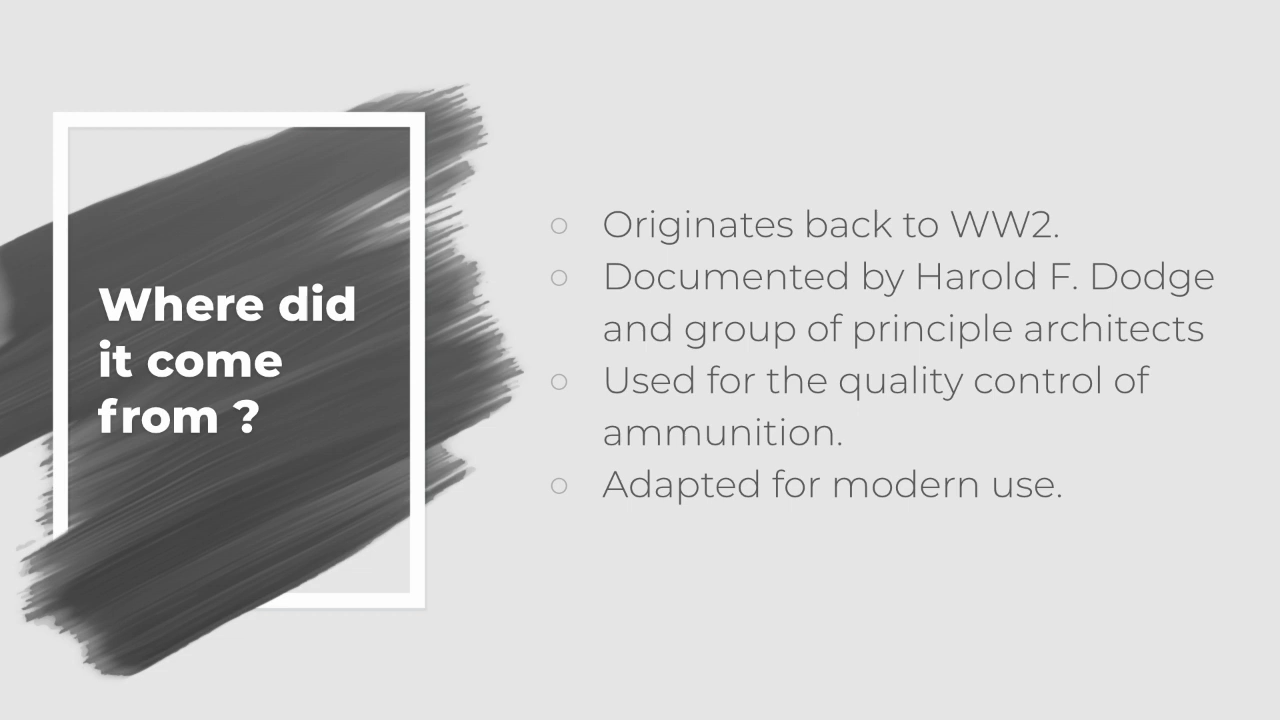 Where did
it come
from ?
○ Originates back to WW2.
○ Documented by Harold F. Dodge
and group of principle architects
○ Used for the quality control of
ammunition.
○ Adapted for modern use.